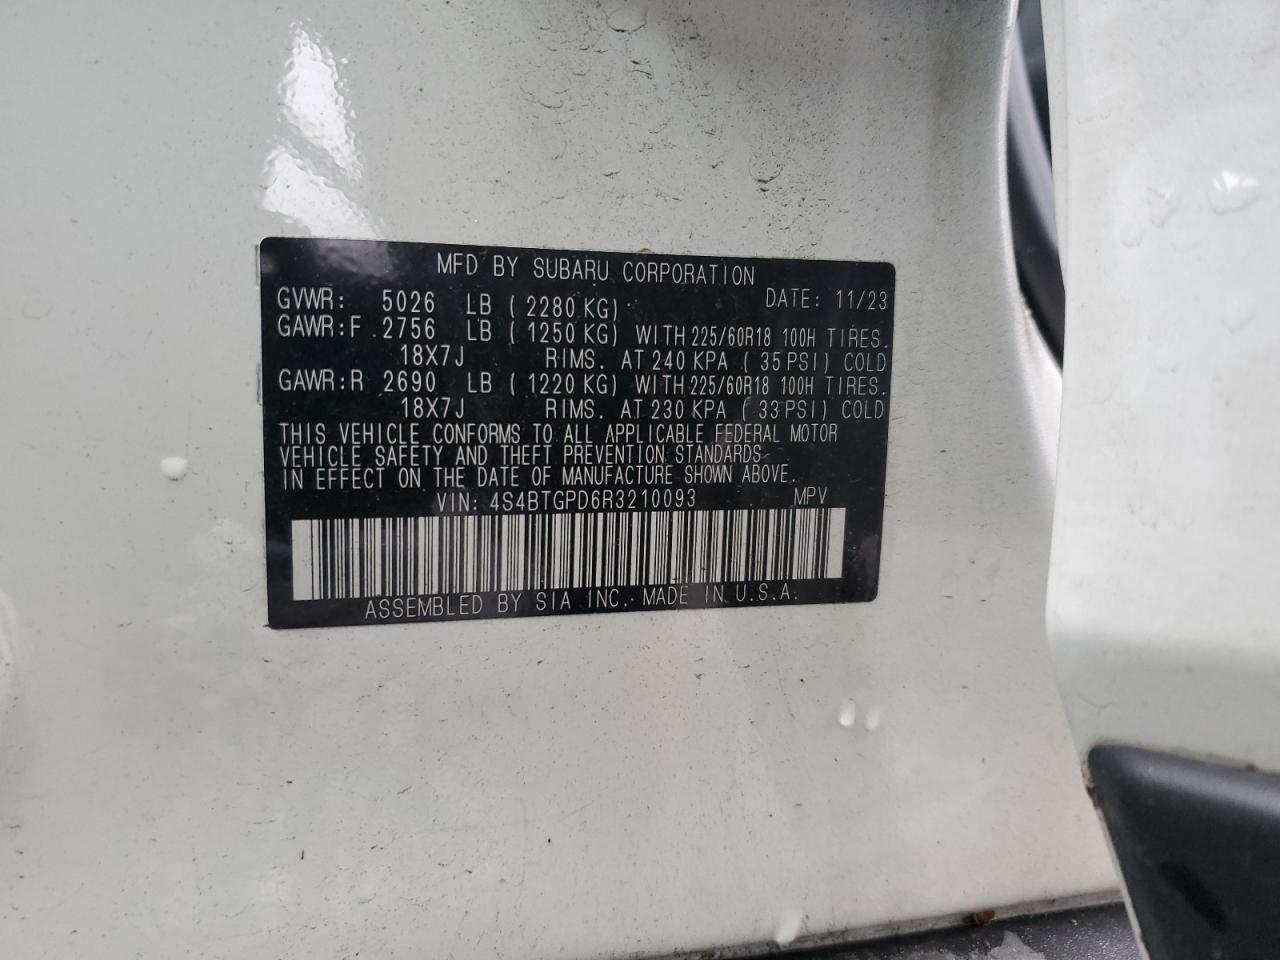 MFD BY SUBARU CORPORATION
GVWR: 5026 LB ( 2280 KG) DATE: 11/23
GAWR:F 2756 LB ( 1250 KG) WITH 225/60R18 100H TIRES.
18X7J RIMS. AT 240 KPA ( 35 PSI) COLD
GAWR:R 2690 LB ( 1220 KG) WITH 225/60R18 100H TIRES.
18X7J RIMS. AT 230 KPA ( 33 PSI) COLD
THIS VEHICLE CONFORMS TO ALL APPLICABLE FEDERAL MOTOR
VEHICLE SAFETY AND THEFT PREVENTION STANDARDS
IN EFFECT ON THE DATE OF MANUFACTURE SHOWN ABOVE.
VIN: 4S4BTGPD6R3210093 MPV
ASSEMBLED BY SIA INC. MADE IN U.S.A.